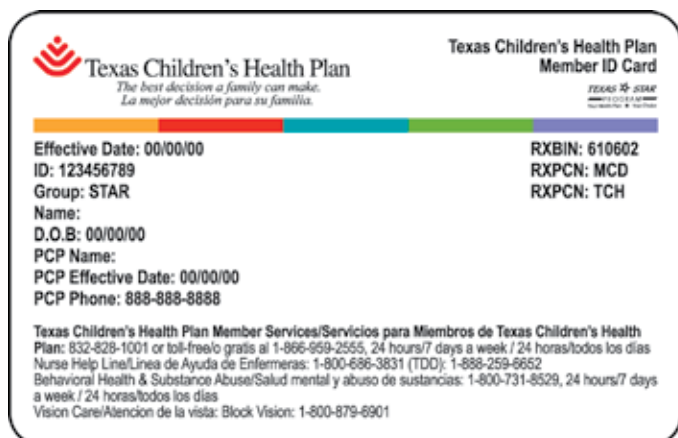 Texas Children's Health Plan
The best decision a family can make.
La mejor decisión para su familia.
Texas Children's Health Plan
Member ID Card
TEXAS STAR
PROGRAM
Effective Date: 00/00/00
ID: 123456789
Group: STAR
Name:
D.O.B: 00/00/00
PCP Name:
PCP Effective Date: 00/00/00
PCP Phone: 888-888-8888
RXBIN: 610602
RXPCN: MCD
RXPCN: TCH
Texas Children's Health Plan Member Services/Servicios para Miembros de Texas Children's Health
Plan: 832-828-1001 or toll-free/o gratis al 1-866-959-2555, 24 hours/7 days a week / 24 horas/todos los días
Nurse Help Line/Linea de Ayuda de Enfermeras: 1-800-686-3831 (TDD): 1-888-259-6652
Behavioral Health & Substance Abuse/Salud mental y abuso de sustancias: 1-800-731-8529, 24 hours/7 days
a week / 24 horas/todos los días
Vision Care/Atencion de la vista: Block Vision: 1-800-879-6901